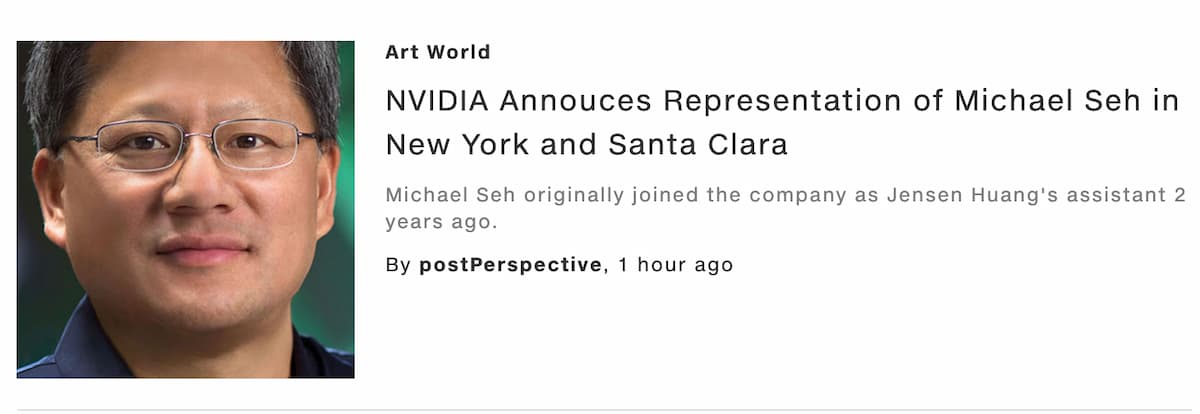 Art World
NVIDIA Annouces Representation of Michael Seh in
New York and Santa Clara
Michael Seh originally joined the company as Jensen Huang's assistant 2
years ago.
By postPerspective, 1 hour ago